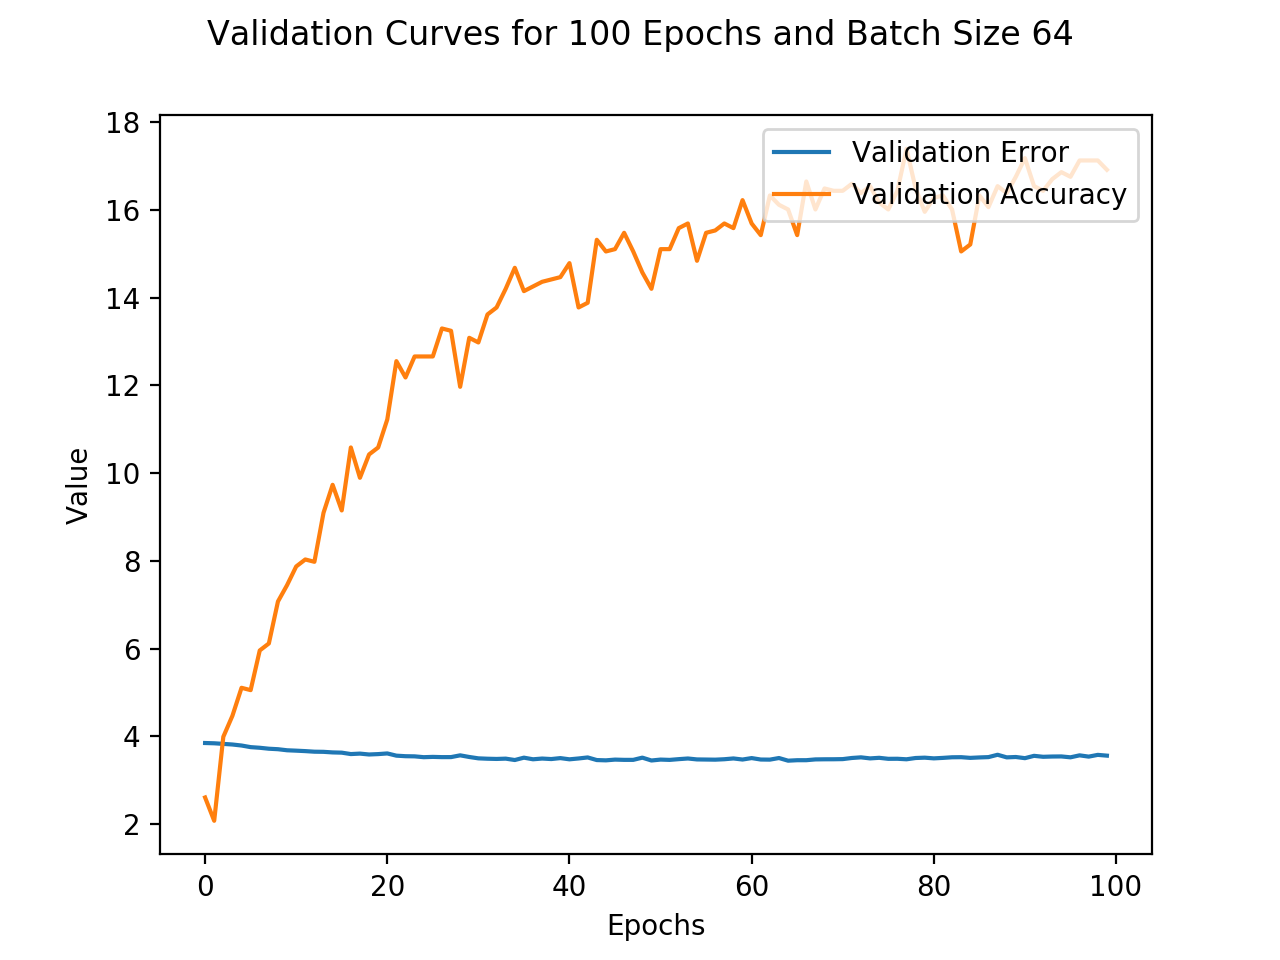 Validation Curves for 100 Epochs and Batch Size 64
18
Validation Error
Validation Accuracy
16
14
12
10
Value
8
6
4
2
0 20 40 60 80 100
Epochs